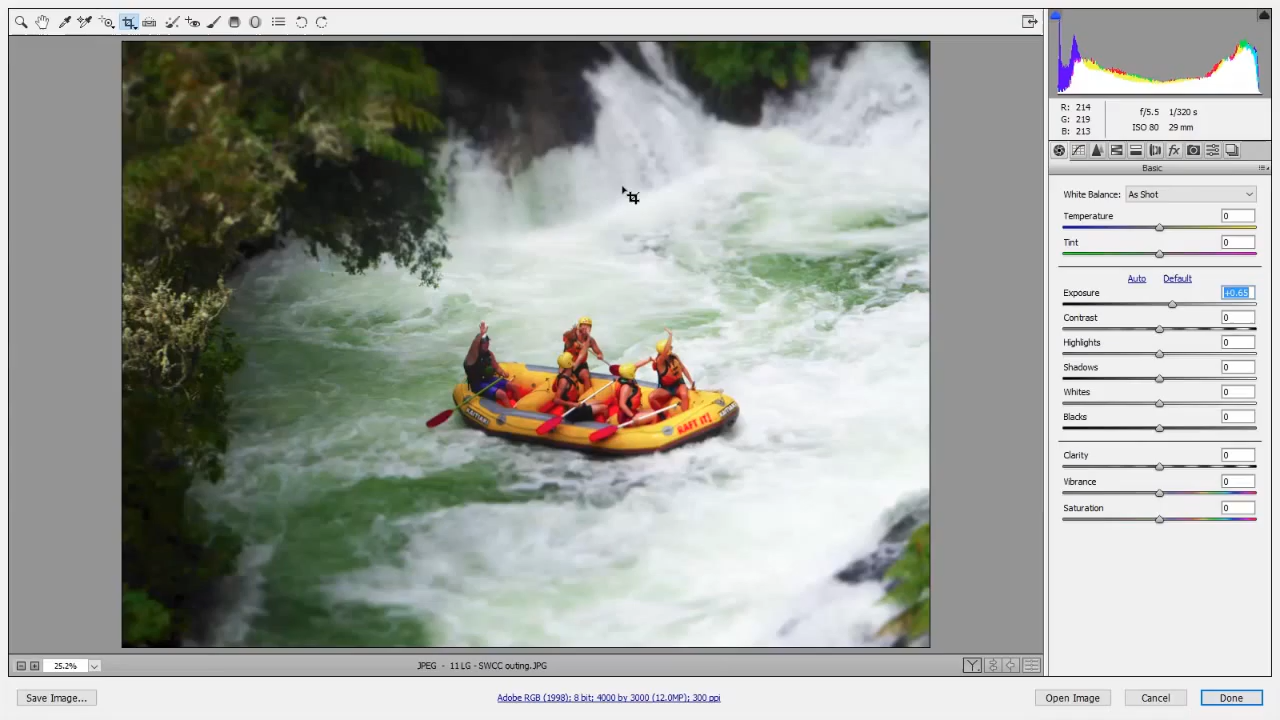 R: 214
G: 219
B: 213
f/5.5 1/320 s
ISO 80 29 mm
Basic
White Balance: As Shot
Temperature 0
Tint 0
Auto Default
Exposure +0.65
Contrast 0
Highlights 0
Shadows 0
Whites 0
Blacks 0
Clarity 0
Vibrance 0
Saturation 0
RAFT IT!
25.2%
JPEG - 11 LG - SWCC outing.JPG
Save Image...
Adobe RGB (1998); 8 bit; 4000 by 3000 (12.0MP); 300 ppi
Open Image
Cancel
Done